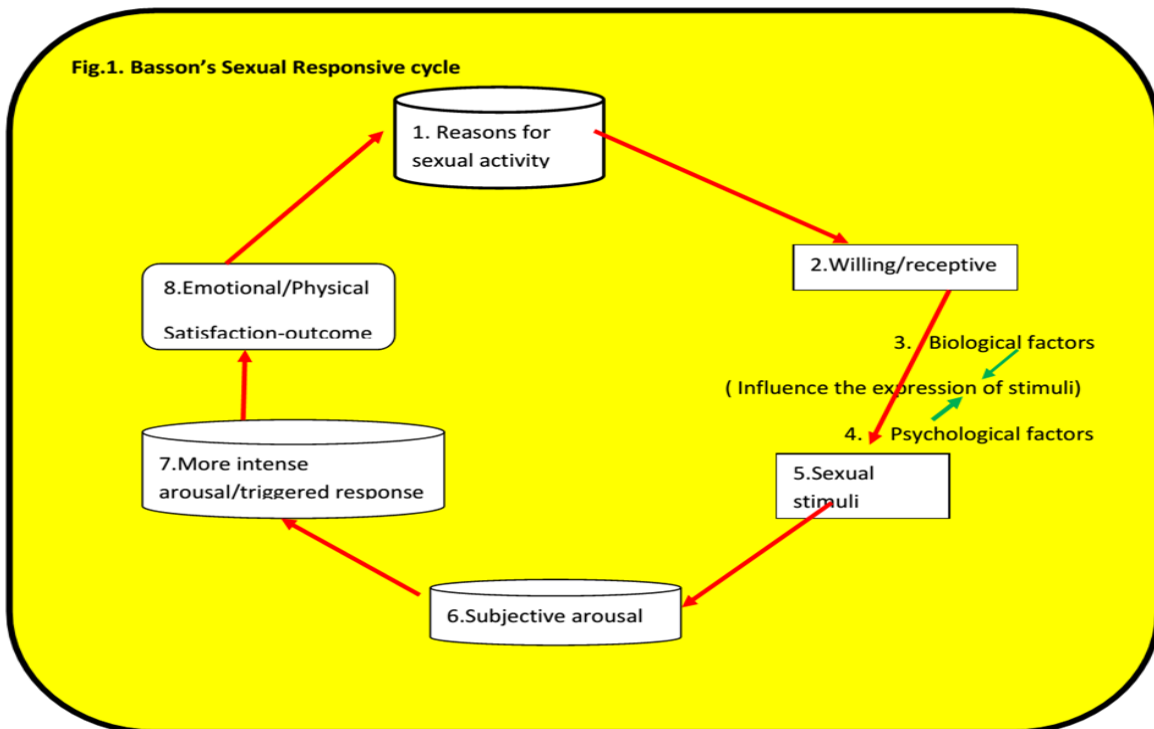 Fig.1. Basson’s Sexual Responsive cycle
1. Reasons for
sexual activity
2.Willing/receptive
3. Biological factors
( Influence the expression of stimuli)
4. Psychological factors
5.Sexual
stimuli
6.Subjective arousal
7.More intense
arousal/triggered response
8.Emotional/Physical
Satisfaction-outcome